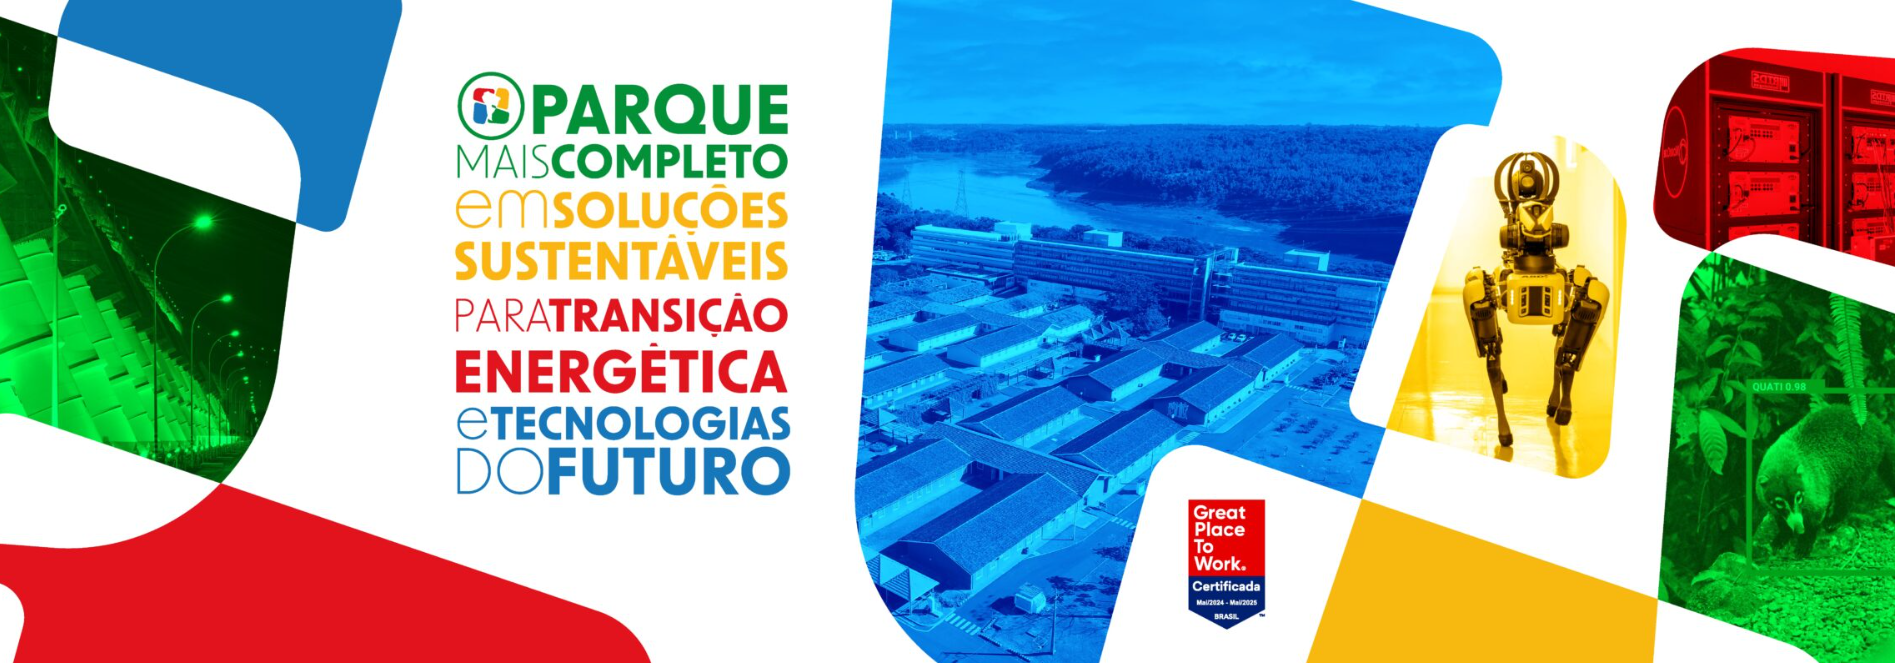 O PARQUE
MAIS COMPLETO
em SOLUÇÕES
SUSTENTÁVEIS
PARA TRANSIÇÃO
ENERGÉTICA
e TECNOLOGIAS
DO FUTURO
QUATI 0.98
Great
Place
To
Work.
Certificada
Mai/2024 - Mai/2025
BRASIL